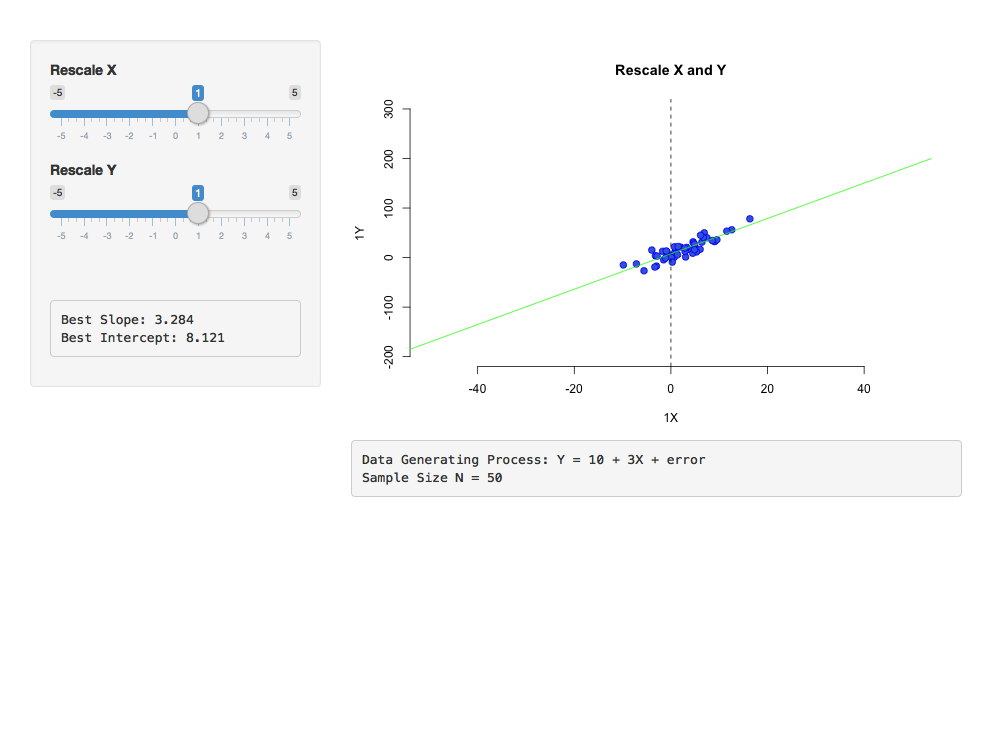 Rescale X
-5 1 5
-5 -4 -3 -2 -1 0 1 2 3 4 5
Rescale Y
-5 1 5
-5 -4 -3 -2 -1 0 1 2 3 4 5
Best Slope: 3.284
Best Intercept: 8.121
Rescale X and Y
300
200
100
0
-100
-200
1Y
-40 -20 0 20 40
1X
Data Generating Process: Y = 10 + 3X + error
Sample Size N = 50